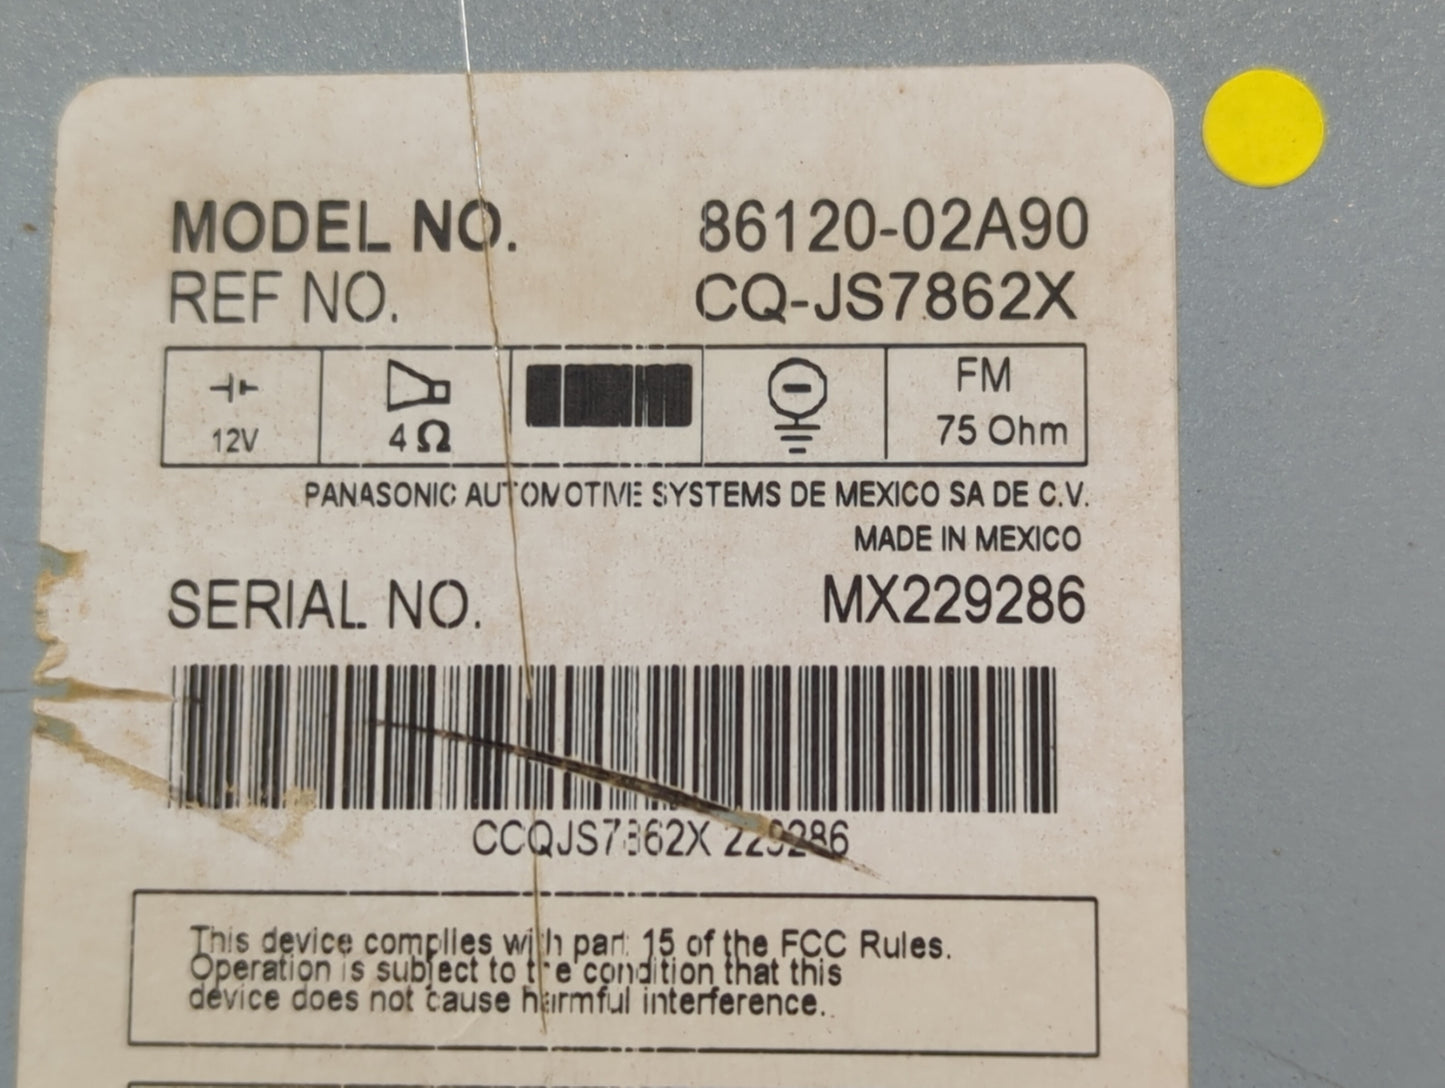 MODEL NO. 86120-02A90
REF NO. CQ-JS7862X
12V
4 Ω
FM
75 Ohm
PANASONIC AUTOMOTIVE SYSTEMS DE MEXICO SA DE C.V.
MADE IN MEXICO
SERIAL NO. MX229286
CCQJS7862X 229286
This device complies with part 15 of the FCC Rules.
Operation is subject to the condition that this
device does not cause harmful interference.